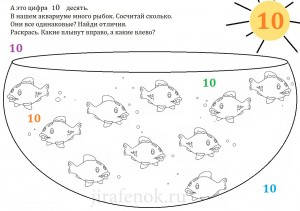 А это цифра 10 десять.
В нашем аквариуме много рыбок. Сосчитай сколько.
Они все одинаковые? Найди отличия.
Раскрась. Какие плывут вправо, а какие влево?
10
10
10
10
10
jirafenok.ru